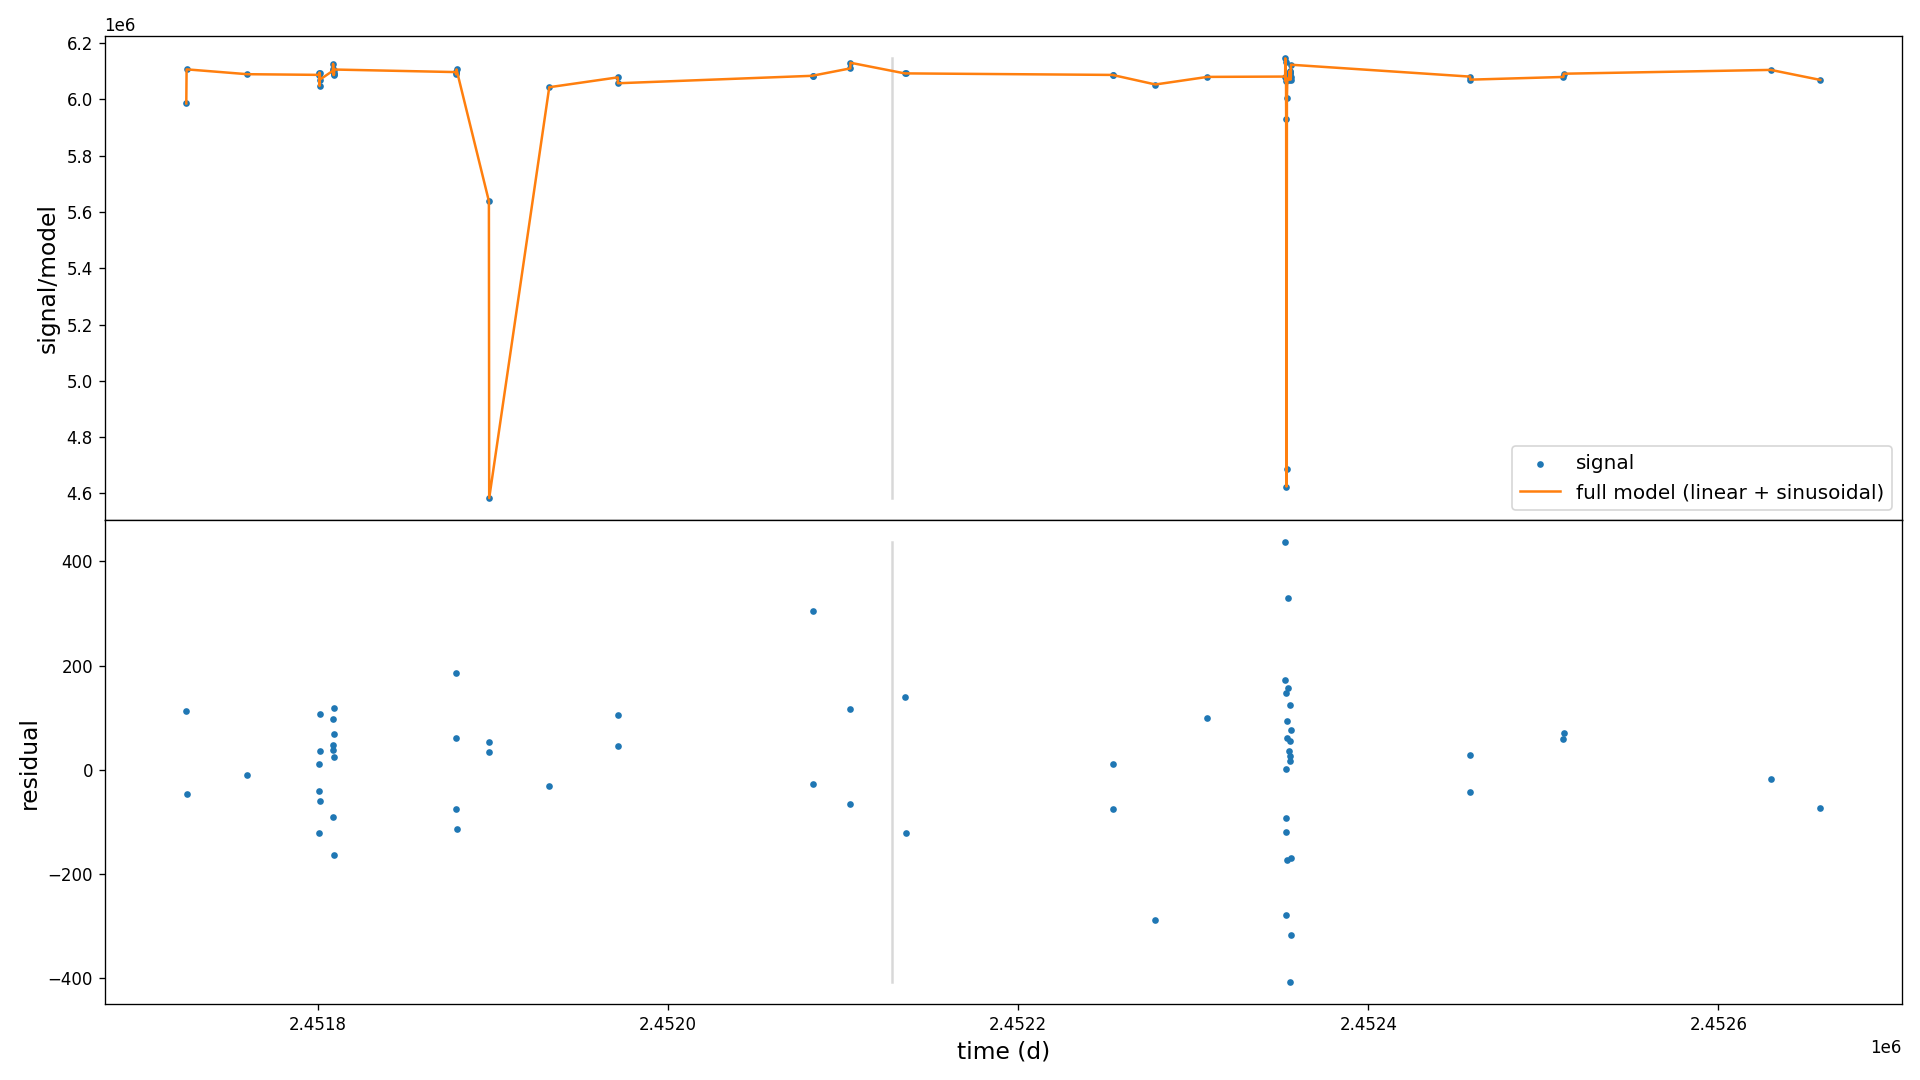 1e6
6.2
6.0
5.8
5.6
5.4
5.2
5.0
4.8
4.6
signal/model
signal
full model (linear + sinusoidal)
400
200
0
−200
−400
residual
2.4518
2.4520
2.4522
2.4524
2.4526
time (d)
1e6